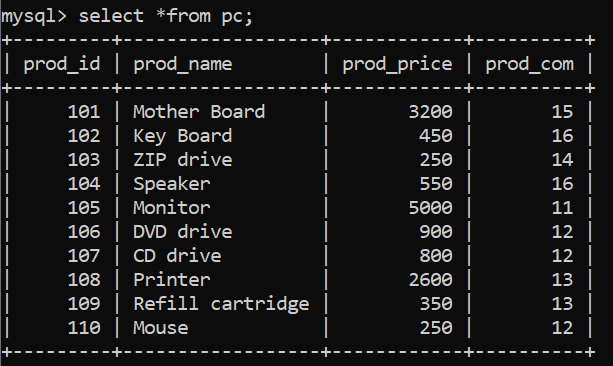 mysql> select *from pc;
+---------+------------------+------------+----------+
| prod_id | prod_name        | prod_price | prod_com |
+---------+------------------+------------+----------+
|     101 | Mother Board     |       3200 |       15 |
|     102 | Key Board        |        450 |       16 |
|     103 | ZIP drive        |        250 |       14 |
|     104 | Speaker          |        550 |       16 |
|     105 | Monitor          |       5000 |       11 |
|     106 | DVD drive        |        900 |       12 |
|     107 | CD drive         |        800 |       12 |
|     108 | Printer          |       2600 |       13 |
|     109 | Refill cartridge |        350 |       13 |
|     110 | Mouse            |        250 |       12 |
+---------+------------------+------------+----------+